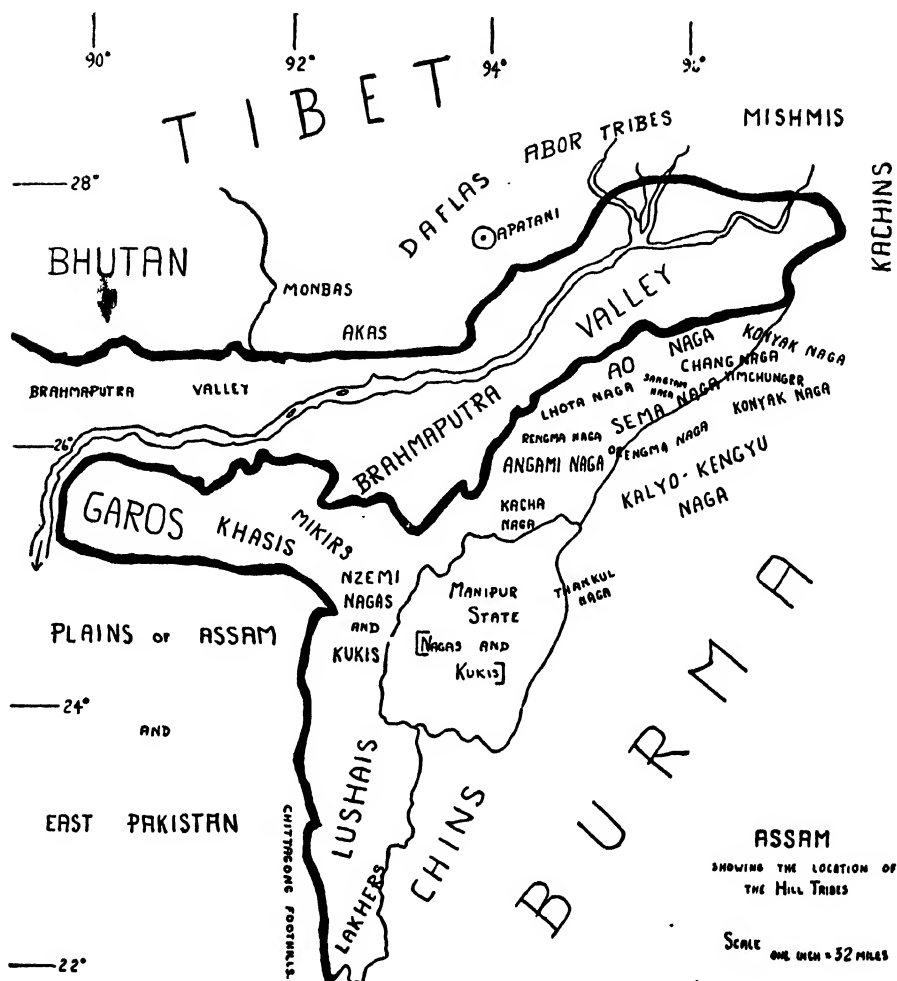 90°
92°
94°
96°
TIBET
ABOR TRIBES
MISHMIS
28°
DAFLAS
APATANI
KACHINS
BHUTAN
MONBAS
AKAS
VALLEY
BRAHMAPUTRA VALLEY
BRAHMAPUTRA
AO NAGA
KONYAK NAGA
CHANG NAGA
SANGTAM NAGA
YIMCHUNGER
LHOTA NAGA
SEMA NAGA
KONYAK NAGA
26°
RENGMA NAGA
RENGMA NAGA
ANGAMI NAGA
KALYO-KENGYU
NAGA
GAROS
KHASIS
MIKIRS
KACHA
NAGA
NZEMI
NAGAS
AND
KUKIS
MANIPUR
STATE
[NAGAS AND
KUKIS]
THANKUL
NAGA
PLAINS OF ASSAM
24°
AND
EAST PAKISTAN
CHITTAGONG FOOTHILLS.
LUSHAIS
LAKHERS
CHINS
BURMA
ASSAM
SHOWING THE LOCATION OF
THE HILL TRIBES
SCALE ONE INCH = 32 MILES
22°